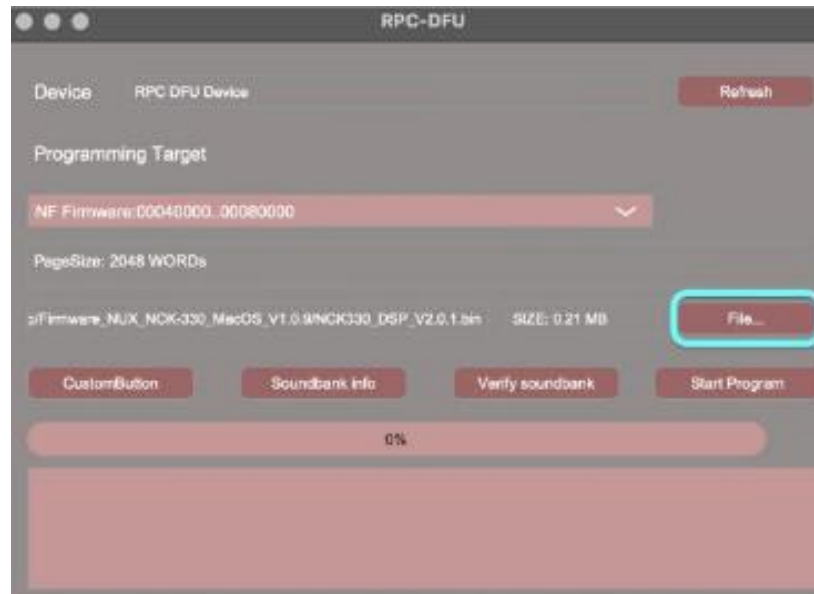 RPC-DFU
Device RPC DFU Device Refresh
Programming Target
NF Firmware:00040000..00080000
PageSize: 2048 WORDs
:/Firmware_NUX_NCK-330_MacOS_V1.0.9/NCK330_DSP_V2.0.1.bin SIZE: 0.21 MB File...
CustomButton Soundbank info Verify soundbank Start Program
0%